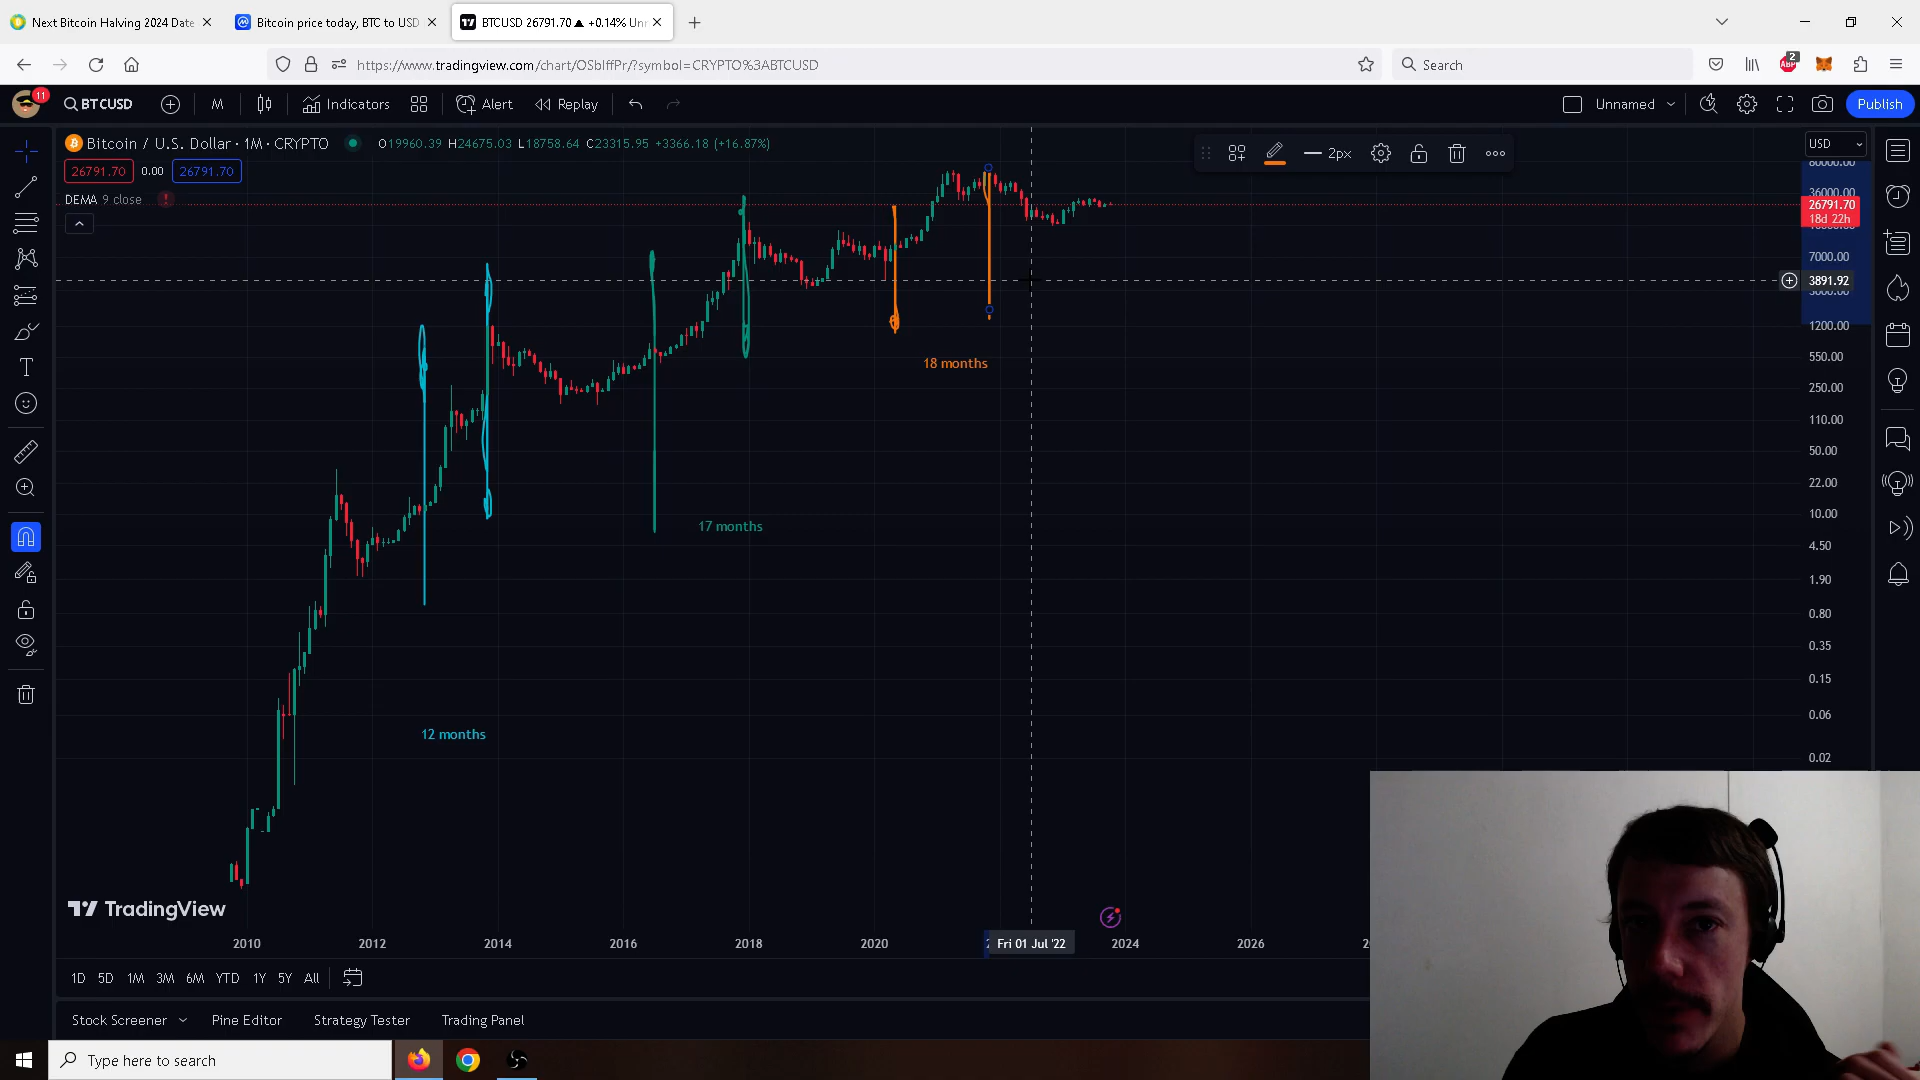 Next Bitcoin Halving 2024 Date
Bitcoin price today, BTC to USD
BTCUSD 26791.70 ▲ +0.14% Unn
https://www.tradingview.com/chart/OSbIffPr/?symbol=CRYPTO%3ABTCUSD
Search
2
ABP
11
BTCUSD
M
Indicators
Alert
Replay
Unnamed
Publish
Bitcoin / U.S. Dollar · 1M · CRYPTO
O19960.39 H24675.03 L18758.64 C23315.95 +3366.18 (+16.87%)
USD
26791.70 0.00 26791.70
DEMA 9 close
2px
80000.00
36000.00
26791.70
18d 22h
7000.00
3891.92
1200.00
550.00
250.00
110.00
50.00
22.00
10.00
4.50
1.90
0.80
0.35
0.15
0.06
0.02
18 months
17 months
12 months
TradingView
2010
2012
2014
2016
2018
2020
Fri 01 Jul '22
2024
2026
1D 5D 1M 3M 6M YTD 1Y 5Y All
Stock Screener
Pine Editor
Strategy Tester
Trading Panel
Type here to search